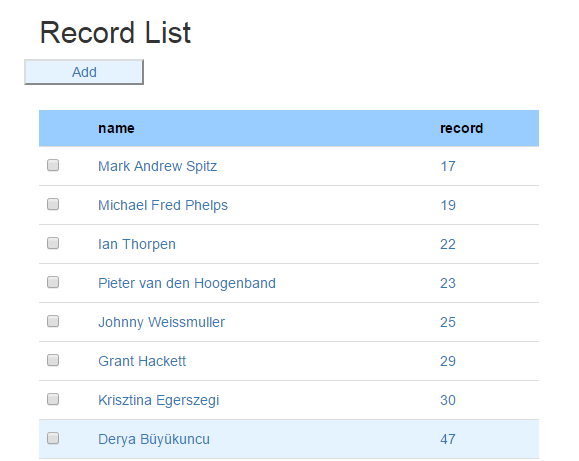 Record List
Add
name record
Mark Andrew Spitz 17
Michael Fred Phelps 19
Ian Thorpen 22
Pieter van den Hoogenband 23
Johnny Weissmuller 25
Grant Hackett 29
Krisztina Egerszegi 30
Derya Büyükuncu 47